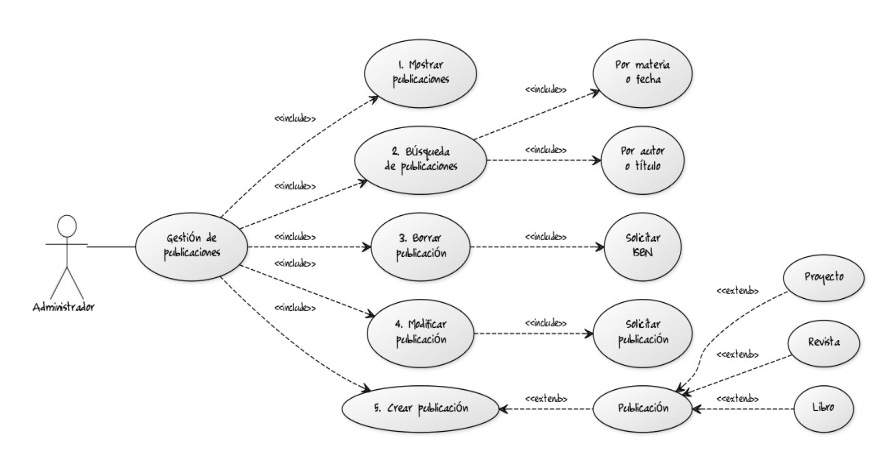 1. Mostrar
publicaciones
Por materia
o fecha
<<include>>
<<include>>
2. Búsqueda
de publicaciones
<<include>>
Por autor
o título
<<include>>
Gestión de
publicaciones
<<include>>
3. Borrar
publicación
<<include>>
Solicitar
ISBN
<<include>>
Administrador
<<include>>
4. Modificar
publicación
<<include>>
Solicitar
publicación
<<extend>>
Proyecto
<<extend>>
Revista
5. Crear publicación
<<extend>>
Publicación
<<extend>>
Libro